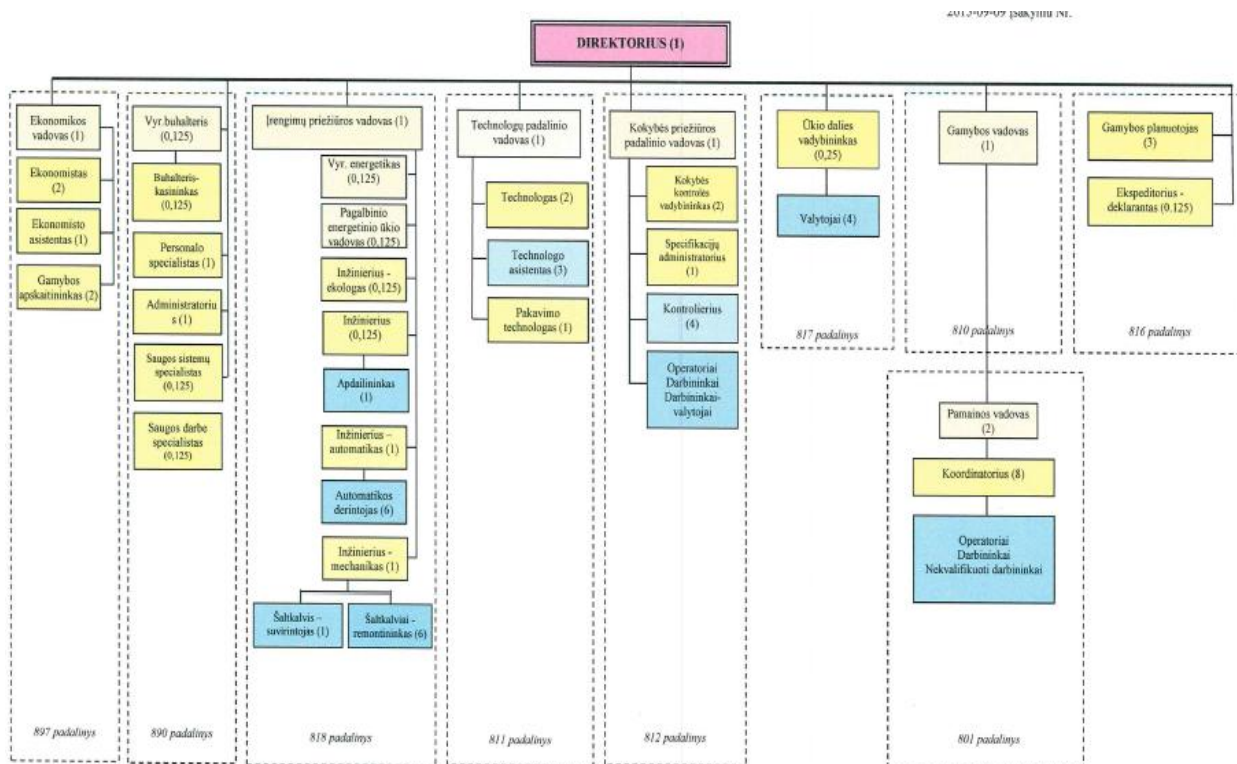 2013-09-09 įsakymu Nr.
DIREKTORIUS (1)
Ekonomikos
vadovas (1)
Ekonomistas
(2)
Ekonomisto
asistentas (1)
Gamybos
apskaitininkas (2)
897 padalinys
Vyr.buhalteris
(0,125)
Buhalteris-
kasininkas
(0,125)
Personalo
specialistas (1)
Administratoriu
s (1)
Saugos sistemų
specialistas
(0,125)
Saugos darbe
specialistas
(0,125)
890 padalinys
Įrengimų priežiūros vadovas (1)
Vyr. energetikas
(0,125)
Pagalbinio
energetinio ūkio
vadovas (0,125)
Inžinierius -
ekologas (0,125)
Inžinierius
(0,125)
Apdailininkas
(1)
Inžinierius –
automatikas (1)
Automatikos
derintojas (6)
Inžinierius -
mechanikas (1)
Šaltkalvis –
suvirintojas (1)
Šaltkalviai -
remontininkas (6)
818 padalinys
Technologų padalinio
vadovas (1)
Technologas (2)
Technologo
asistentas (3)
Pakavimo
technologas (1)
811 padalinys
Kokybės priežiūros
padalinio vadovas (1)
Kokybės
kontrolės
vadybininkas (2)
Specifikacijų
administratorius
(1)
Kontrolierius
(4)
Operatoriai
Darbininkai
Darbininkai-
valytojai
812 padalinys
Ūkio dalies
vadybininkas
(0,25)
Valytojai (4)
817 padalinys
Gamybos vadovas
(1)
810 padalinys
Pamainos vadovas
(2)
Koordinatorius (8)
Operatoriai
Darbininkai
Nekvalifikuoti darbininkai
801 padalinys
Gamybos planuotojas
(3)
Ekspeditorius -
deklarantas (0,125)
816 padalinys